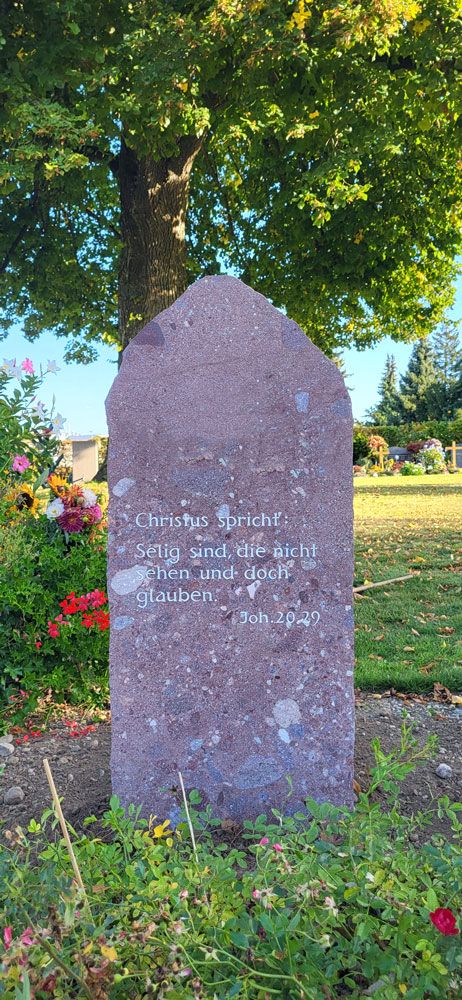 Christus spricht:
Selig sind, die nicht
sehen und doch
glauben.
Joh. 20.29